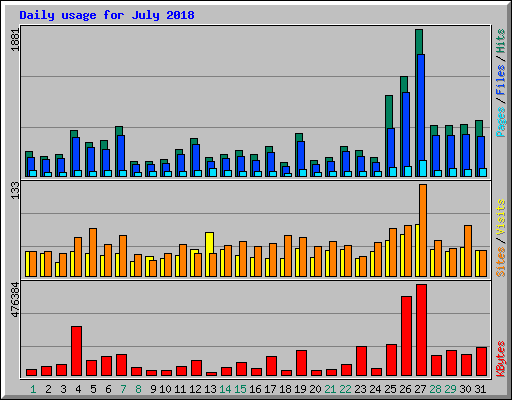 Daily usage for July 2018
1881
Pages / Files / Hits
133
Sites / Visits
476384
KBytes
1 2 3 4 5 6 7 8 9 10 11 12 13 14 15 16 17 18 19 20 21 22 23 24 25 26 27 28 29 30 31